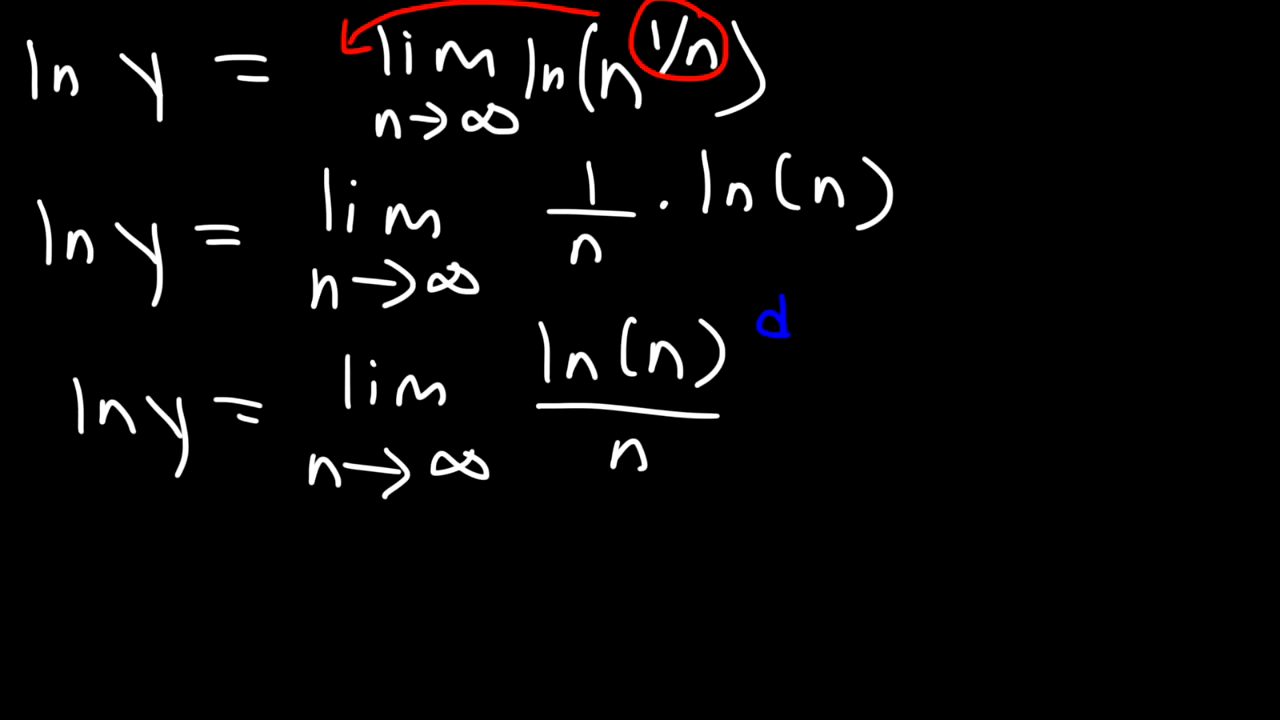 ln y = lim ln(n^{1/n})
n→∞
ln y = lim 1/n · ln(n)
n→∞
d
ln y = lim ln(n)/n
n→∞